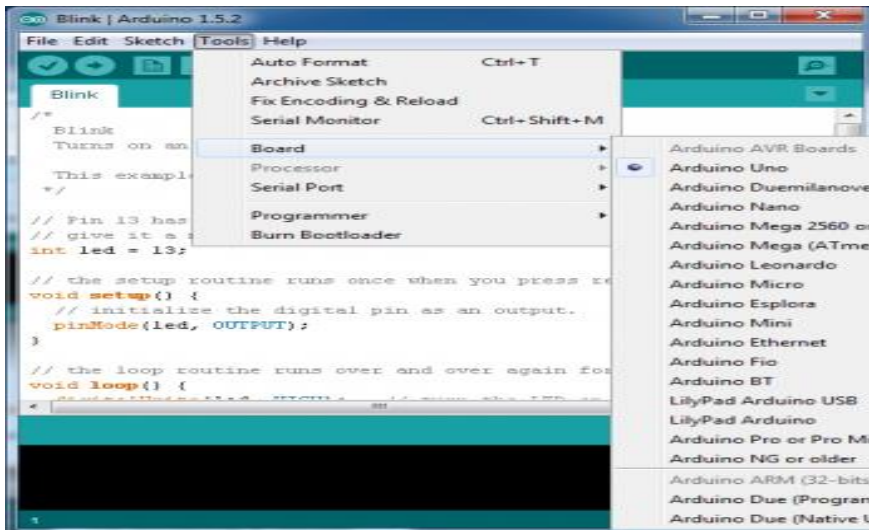 Blink | Arduino 1.5.2
File Edit Sketch Tools Help
Blink
Auto Format Ctrl+T
Archive Sketch
Fix Encoding & Reload
Serial Monitor Ctrl+Shift+M
Board
Processor
Serial Port
Programmer
Burn Bootloader
Arduino AVR Boards
Arduino Uno
Arduino Duemilanove
Arduino Nano
Arduino Mega 2560 o
Arduino Mega (ATme
Arduino Leonardo
Arduino Micro
Arduino Esplora
Arduino Mini
Arduino Ethernet
Arduino Fio
Arduino BT
LilyPad Arduino USB
LilyPad Arduino
Arduino Pro or Pro Mi
Arduino NG or older
Arduino ARM (32-bits
Arduino Due (Program
Arduino Due (Native U
/*
Blink
Turns on an
This exampl
*/
// Pin 13 has
// give it a
int led = 13;
// the setup routine runs once when you press re
void setup() {
// initialize the digital pin as an output.
pinMode(led, OUTPUT);
}
// the loop routine runs over and over again for
void loop() {
1